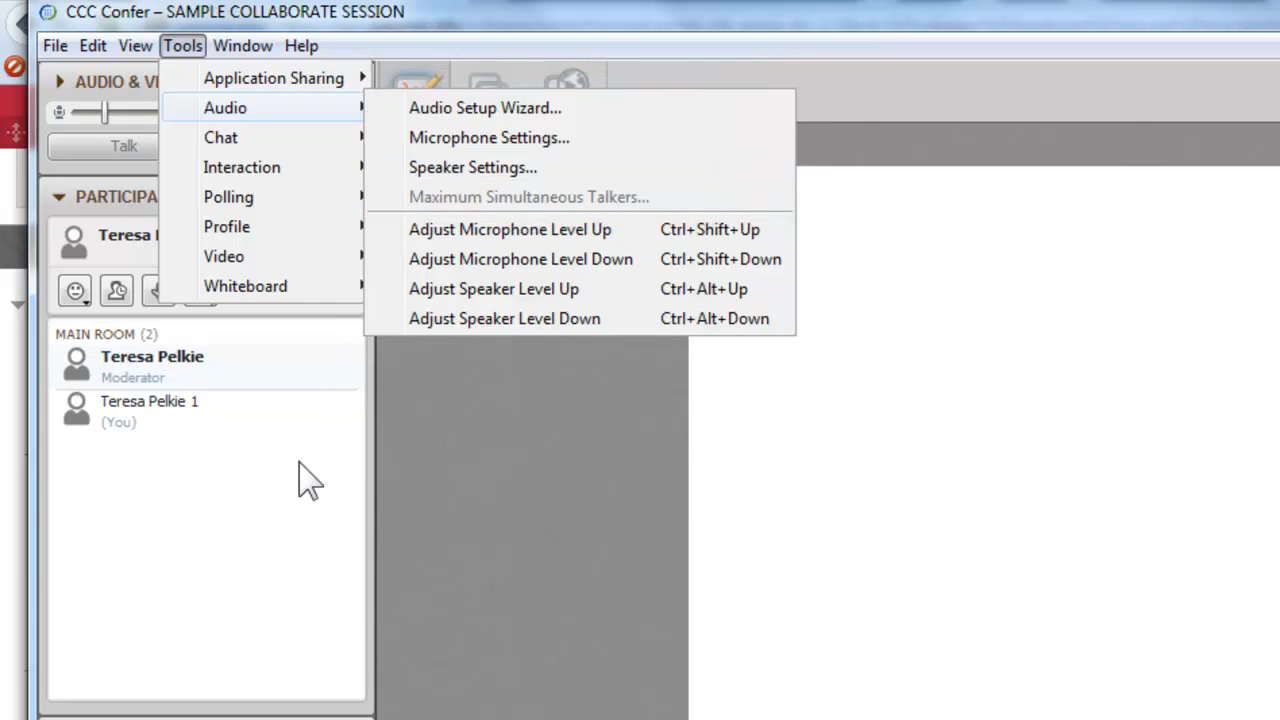 CCC Confer – SAMPLE COLLABORATE SESSION
File Edit View Tools Window Help
AUDIO & VI
Talk
PARTICIPA
Teresa
Application Sharing
Audio
Chat
Interaction
Polling
Profile
Video
Whiteboard
Audio Setup Wizard...
Microphone Settings...
Speaker Settings...
Maximum Simultaneous Talkers...
Adjust Microphone Level Up Ctrl+Shift+Up
Adjust Microphone Level Down Ctrl+Shift+Down
Adjust Speaker Level Up Ctrl+Alt+Up
Adjust Speaker Level Down Ctrl+Alt+Down
MAIN ROOM (2)
Teresa Pelkie
Moderator
Teresa Pelkie 1
(You)